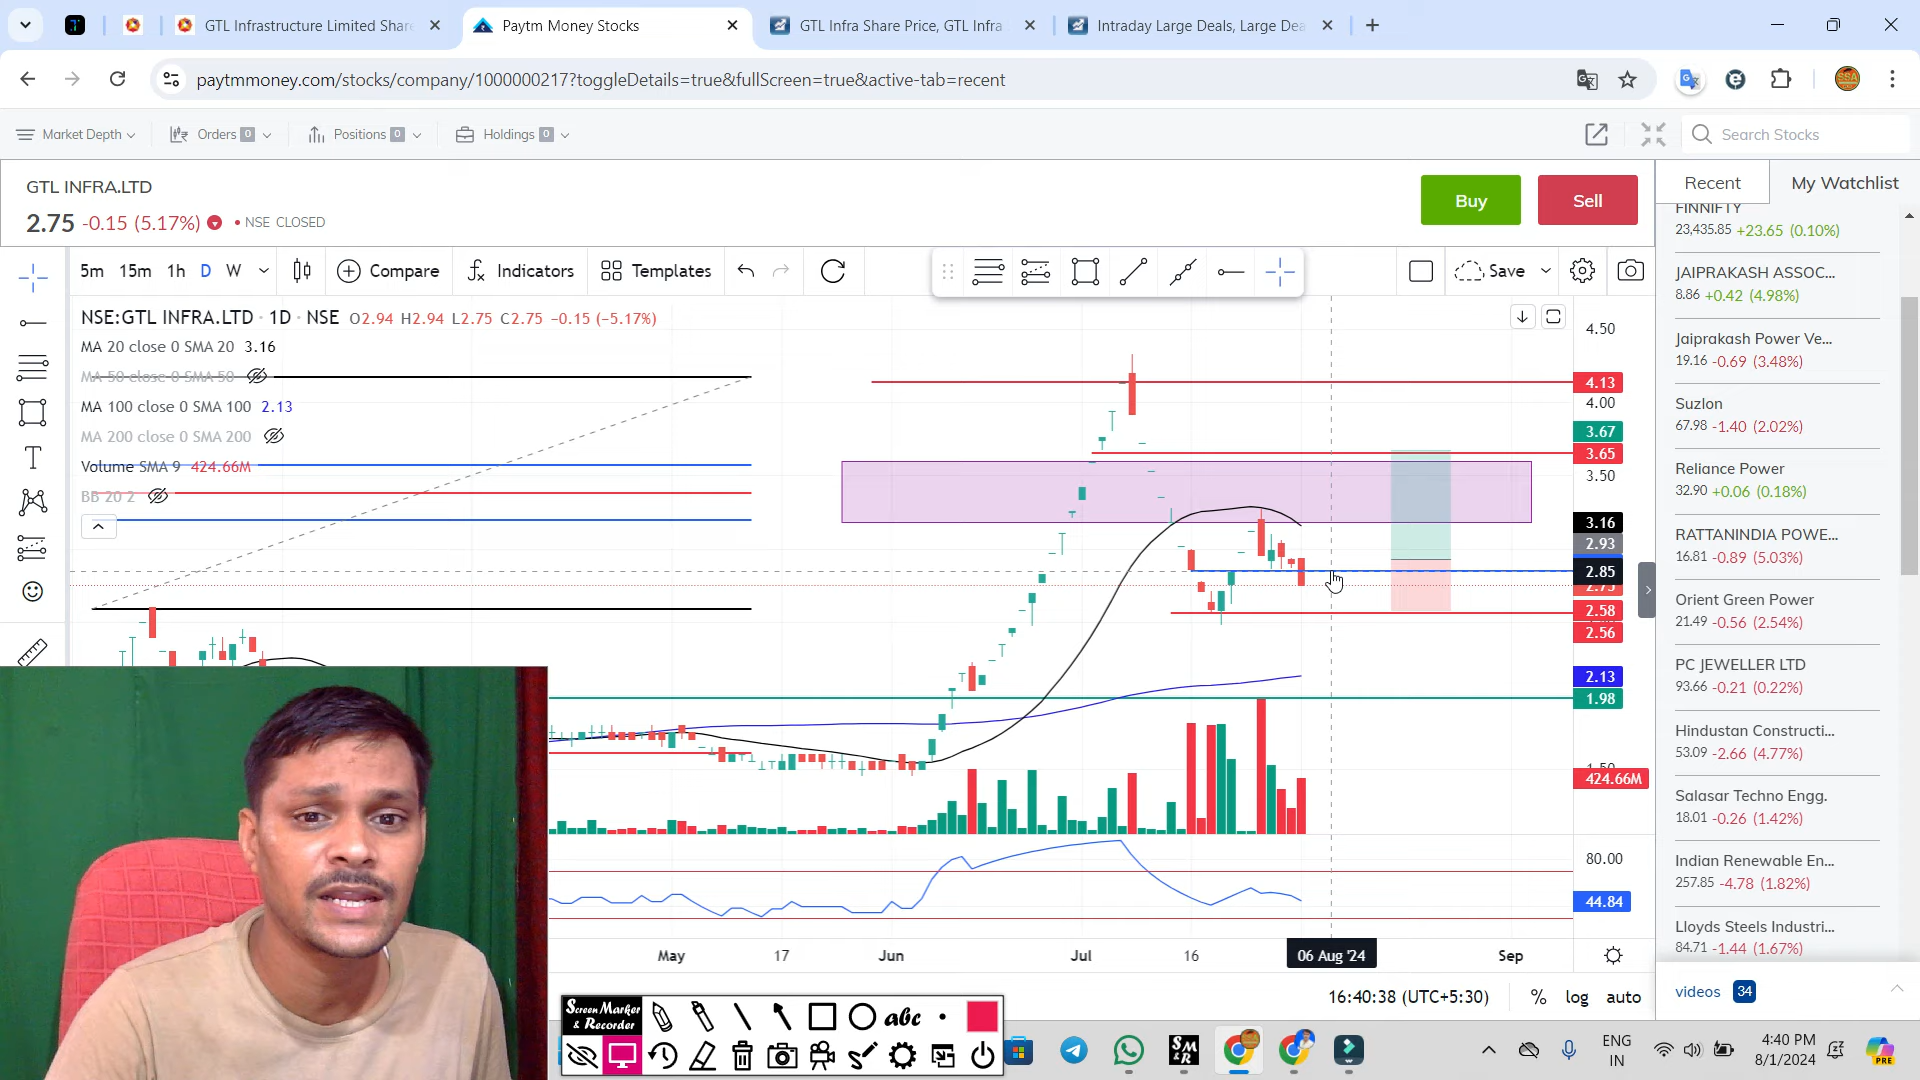 GTL Infrastructure Limited Share
Paytm Money Stocks
GTL Infra Share Price, GTL Infra
Intraday Large Deals, Large Dea
paytmmoney.com/stocks/company/1000000217?toggleDetails=true&fullScreen=true&active-tab=recent
Market Depth
Orders 0
Positions 0
Holdings 0
Search Stocks
GTL INFRA.LTD
2.75 -0.15 (5.17%) • NSE CLOSED
Buy
Sell
Recent
My Watchlist
5m 15m 1h D W
Compare
Indicators
Templates
Save
NSE:GTL INFRA.LTD · 1D · NSE O2.94 H2.94 L2.75 C2.75 −0.15 (−5.17%)
MA 20 close 0 SMA 20 3.16
MA 50 close 0 SMA 50
MA 100 close 0 SMA 100 2.13
MA 200 close 0 SMA 200
Volume SMA 9 424.66M
BB 20 2
4.50
4.13
4.00
3.67
3.65
3.50
3.16
2.93
2.85
2.75
2.58
2.56
2.13
1.98
1.50
424.66M
80.00
44.84
May 17 Jun Jul 16 06 Aug '24 Sep
16:40:38 (UTC+5:30) % log auto
FINNIFTY
23,435.85 +23.65 (0.10%)
JAIPRAKASH ASSOC...
8.86 +0.42 (4.98%)
Jaiprakash Power Ve...
19.16 -0.69 (3.48%)
Suzlon
67.98 -1.40 (2.02%)
Reliance Power
32.90 +0.06 (0.18%)
RATTANINDIA POWE...
16.81 -0.89 (5.03%)
Orient Green Power
21.49 -0.56 (2.54%)
PC JEWELLER LTD
93.66 -0.21 (0.22%)
Hindustan Constructi...
53.09 -2.66 (4.77%)
Salasar Techno Engg.
18.01 -0.26 (1.42%)
Indian Renewable En...
257.85 -4.78 (1.82%)
Lloyds Steels Industri...
84.71 -1.44 (1.67%)
videos 34
Screen Marker
& Recorder
abc
SM
&R
ENG
IN
4:40 PM
8/1/2024
PRE